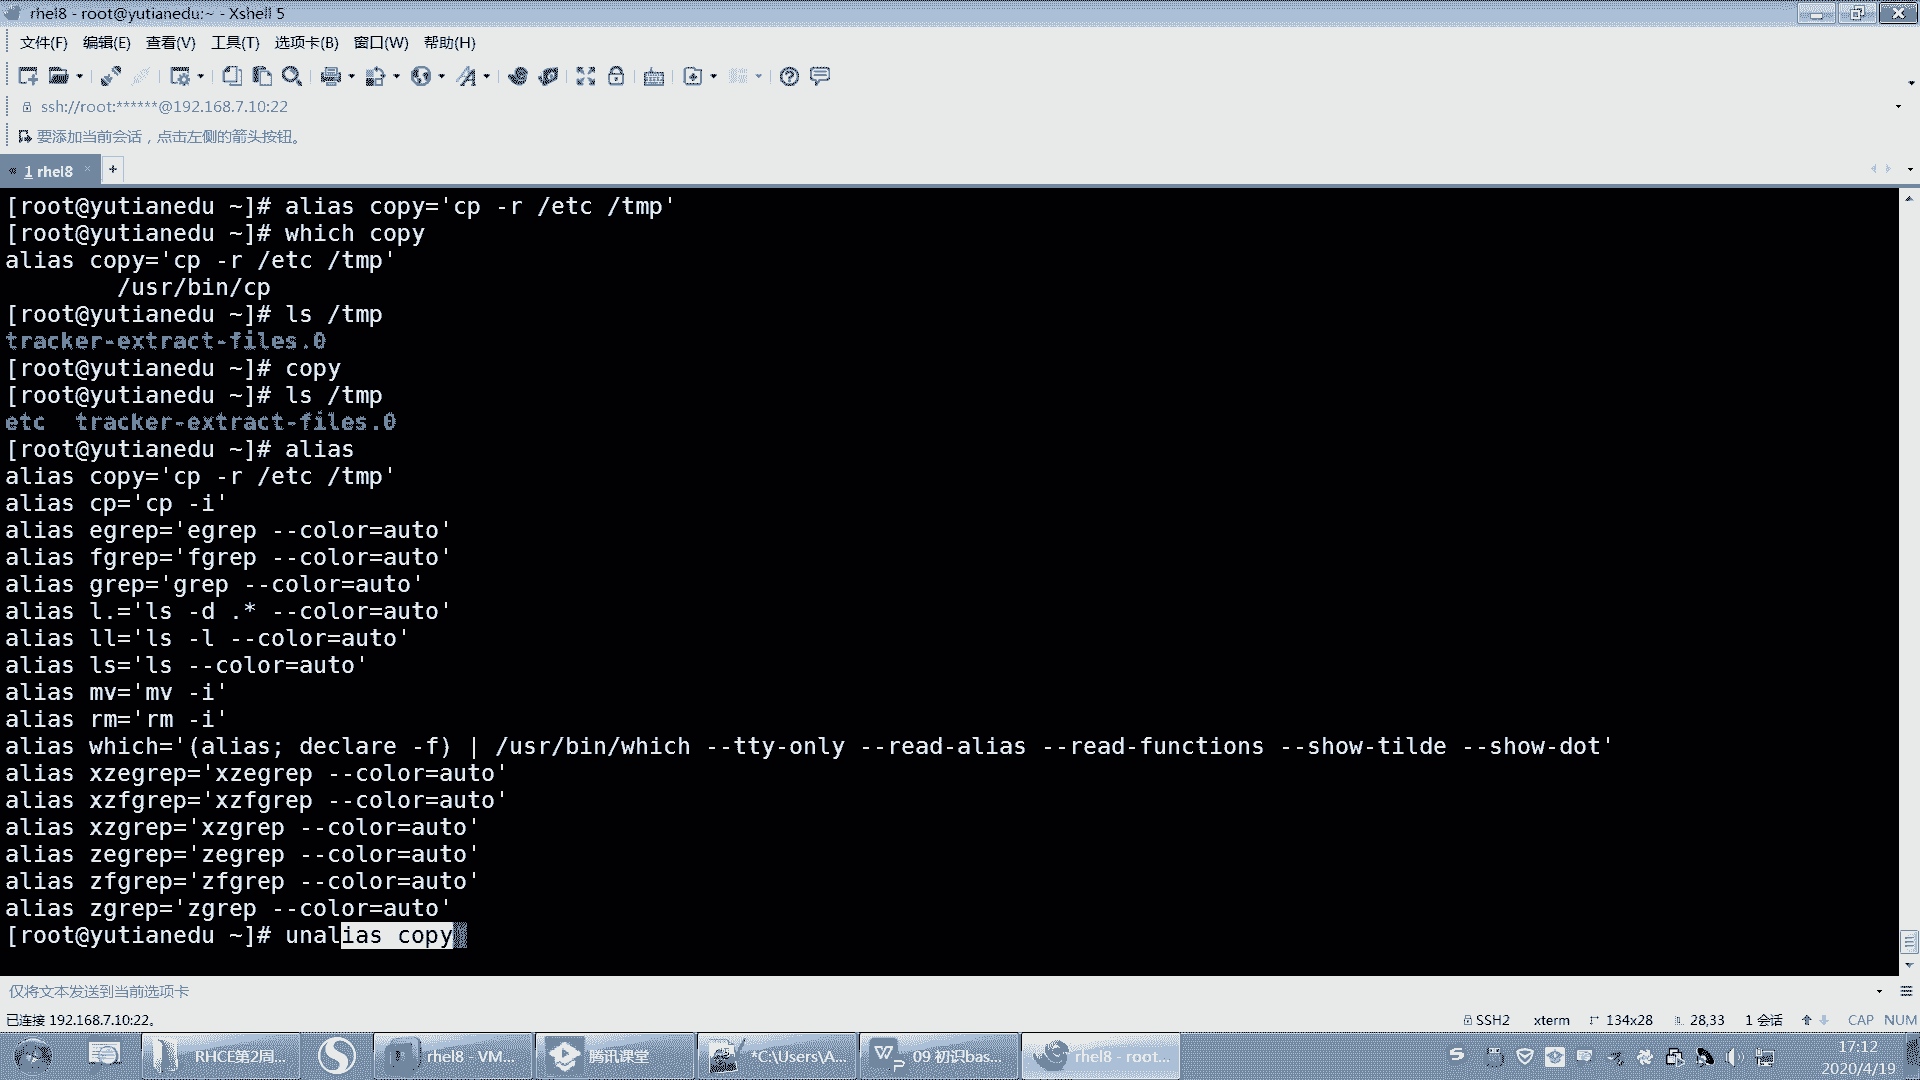 rhel8 - root@yutianedu:~ - Xshell 5
文件(F) 编辑(E) 查看(V) 工具(T) 选项卡(B) 窗口(W) 帮助(H)
ssh://root:******@192.168.7.10:22
要添加当前会话，点击左侧的箭头按钮。
1 rhel8
[root@yutianedu ~]# alias copy='cp -r /etc /tmp'
[root@yutianedu ~]# which copy
alias copy='cp -r /etc /tmp'
/usr/bin/cp
[root@yutianedu ~]# ls /tmp
tracker-extract-files.0
[root@yutianedu ~]# copy
[root@yutianedu ~]# ls /tmp
etc tracker-extract-files.0
[root@yutianedu ~]# alias
alias copy='cp -r /etc /tmp'
alias cp='cp -i'
alias egrep='egrep --color=auto'
alias fgrep='fgrep --color=auto'
alias grep='grep --color=auto'
alias l.='ls -d .* --color=auto'
alias ll='ls -l --color=auto'
alias ls='ls --color=auto'
alias mv='mv -i'
alias rm='rm -i'
alias which='(alias; declare -f) | /usr/bin/which --tty-only --read-alias --read-functions --show-tilde --show-dot'
alias xzegrep='xzegrep --color=auto'
alias xzfgrep='xzfgrep --color=auto'
alias xzgrep='xzgrep --color=auto'
alias zegrep='zegrep --color=auto'
alias zfgrep='zfgrep --color=auto'
alias zgrep='zgrep --color=auto'
[root@yutianedu ~]# unalias copy
仅将文本发送到当前选项卡
已连接 192.168.7.10:22。 SSH2 xterm 134x28 28,33 1 会话 CAP NUM
RHCE第2周... rhel8 - VM... 腾讯课堂 *C:\Users\A... 09 初识bas... rhel8 - root... 17:12
2020/4/19